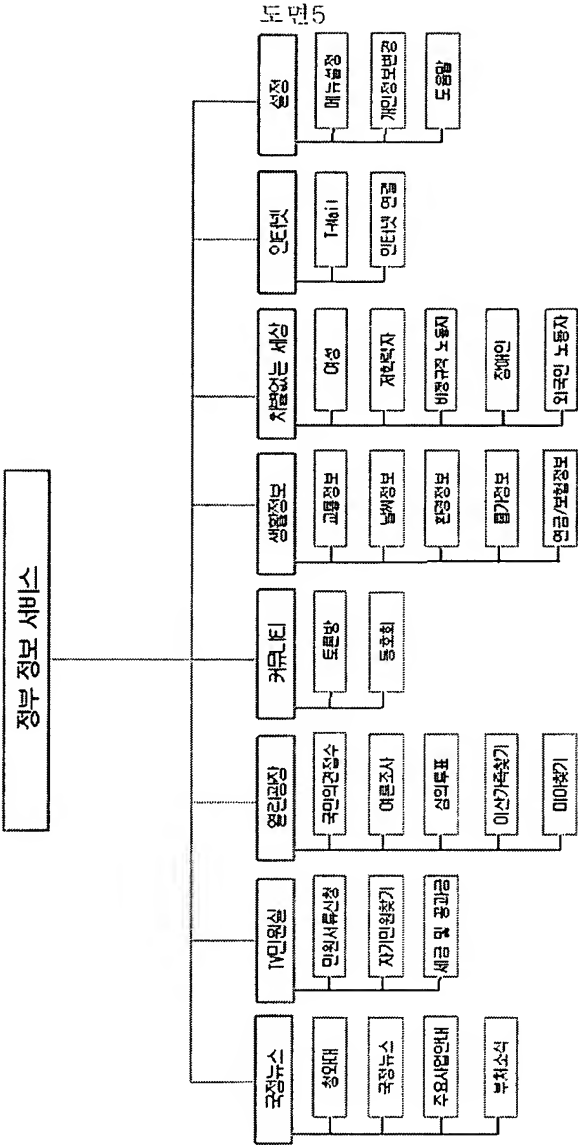 도면5
정부 정보 서비스
국정뉴스
청와대
국정뉴스
주요사업안내
부처소식
TV민원실
민원서류신청
자기민원찾기
세금 및 공과금
열린광장
국민의견접수
여론조사
심의투표
이산가족찾기
미아찾기
커뮤니티
토론방
동호회
생활정보
교통정보
날씨정보
환경정보
물가정보
연금/보험정보
차별없는 세상
여성
저학력자
비정규직 노동자
장애인
외국인 노동자
인터넷
T-Mail
인터넷 연결
설정
메뉴설정
개인정보변경
도움말